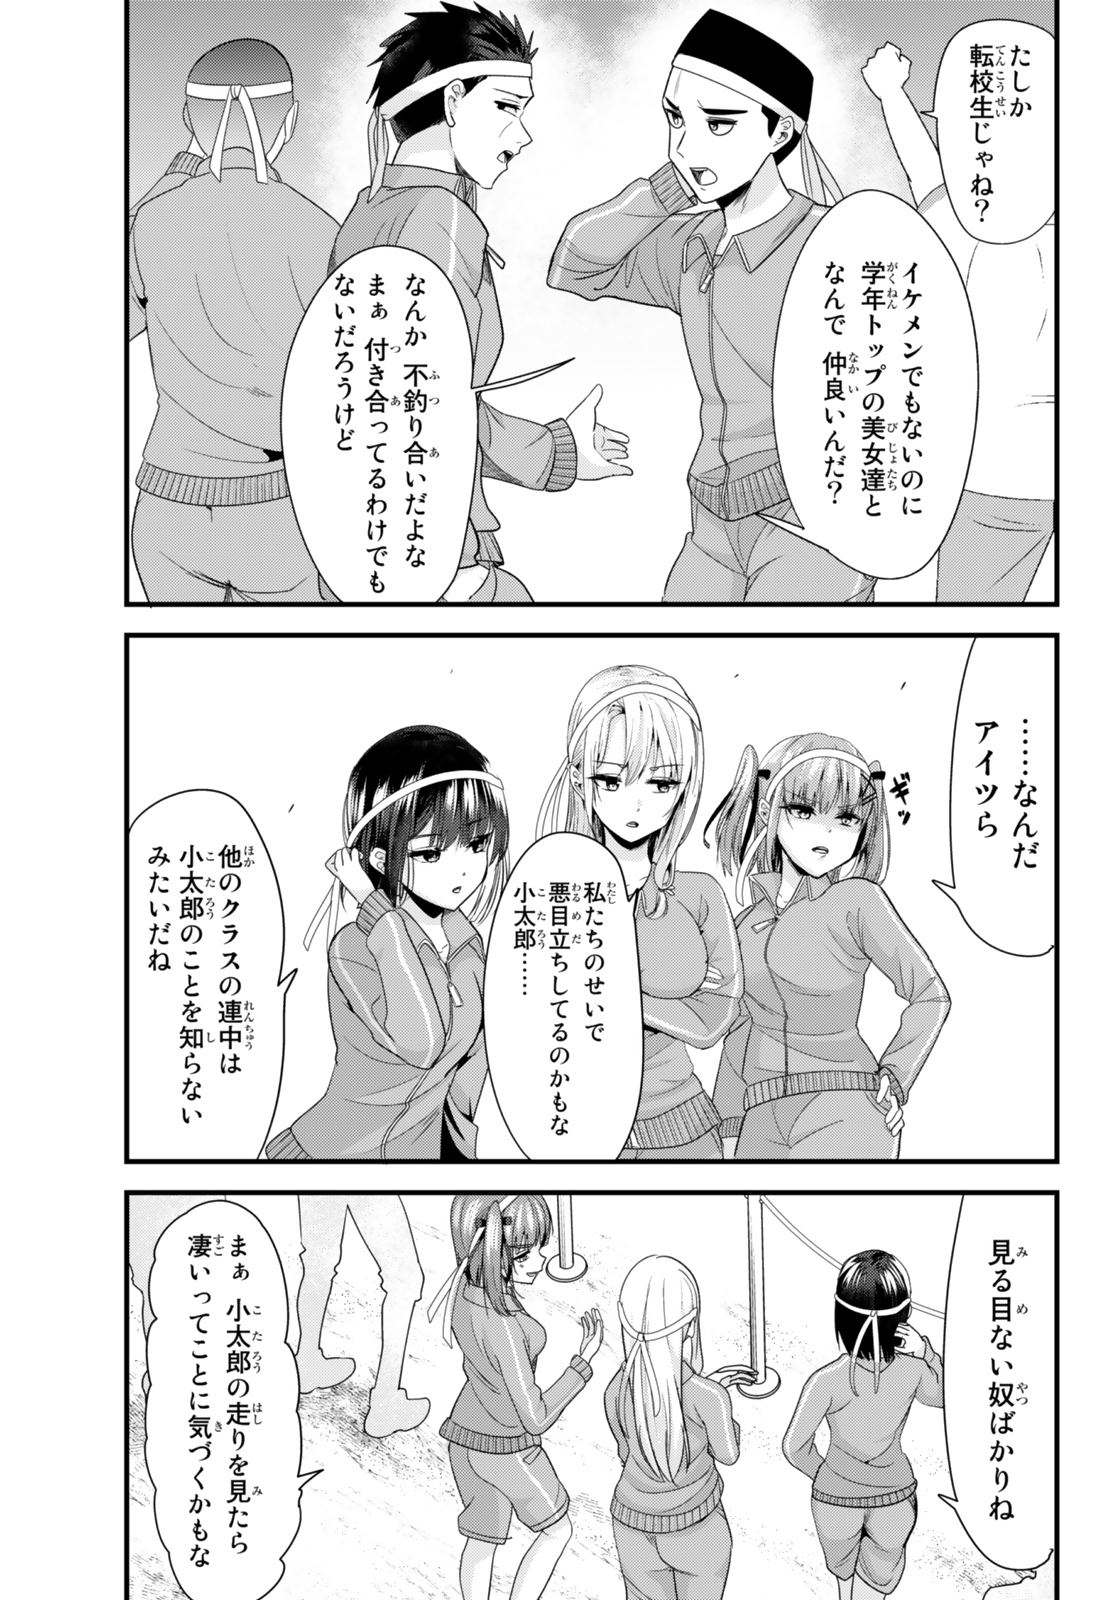 たしか
転校生じゃね？
イケメンでもないのに
学年トップの美女達と
なんで 仲良いんだ？
なんか 不釣り合いだよな
まぁ 付き合ってるわけでも
ないだろうけど
……なんだ
アイツら
ギッ
私たちのせいで
悪目立ちしてるのかもな
小太郎……
他のクラスの連中は
小太郎のことを知らない
みたいだね
見る目ない奴ばかりね
まぁ 小太郎の走りを見たら
凄いってことに気づくかもな